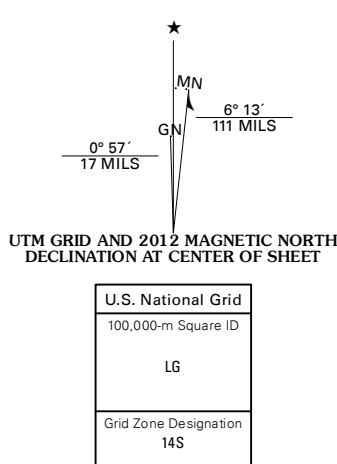 ★
MN
6° 13´
111 MILS
GN
0° 57´
17 MILS
UTM GRID AND 2012 MAGNETIC NORTH
DECLINATION AT CENTER OF SHEET
U.S. National Grid
100,000-m Square ID
LG
Grid Zone Designation
14S